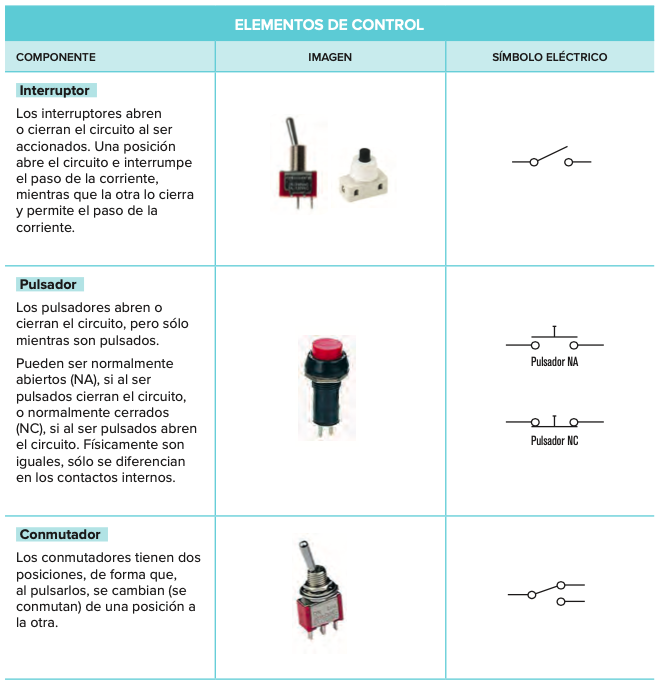 ELEMENTOS DE CONTROL
COMPONENTE
IMAGEN
SÍMBOLO ELÉCTRICO
Interruptor
Los interruptores abren
o cierran el circuito al ser
accionados. Una posición
abre el circuito e interrumpe
el paso de la corriente,
mientras que la otra lo cierra
y permite el paso de la
corriente.
Pulsador
Los pulsadores abren o
cierran el circuito, pero sólo
mientras son pulsados.
Pueden ser normalmente
abiertos (NA), si al ser
pulsados cierran el circuito,
o normalmente cerrados
(NC), si al ser pulsados abren
el circuito. Físicamente son
iguales, sólo se diferencian
en los contactos internos.
Pulsador NA
Pulsador NC
Conmutador
Los conmutadores tienen dos
posiciones, de forma que,
al pulsarlos, se cambian (se
conmutan) de una posición a
la otra.